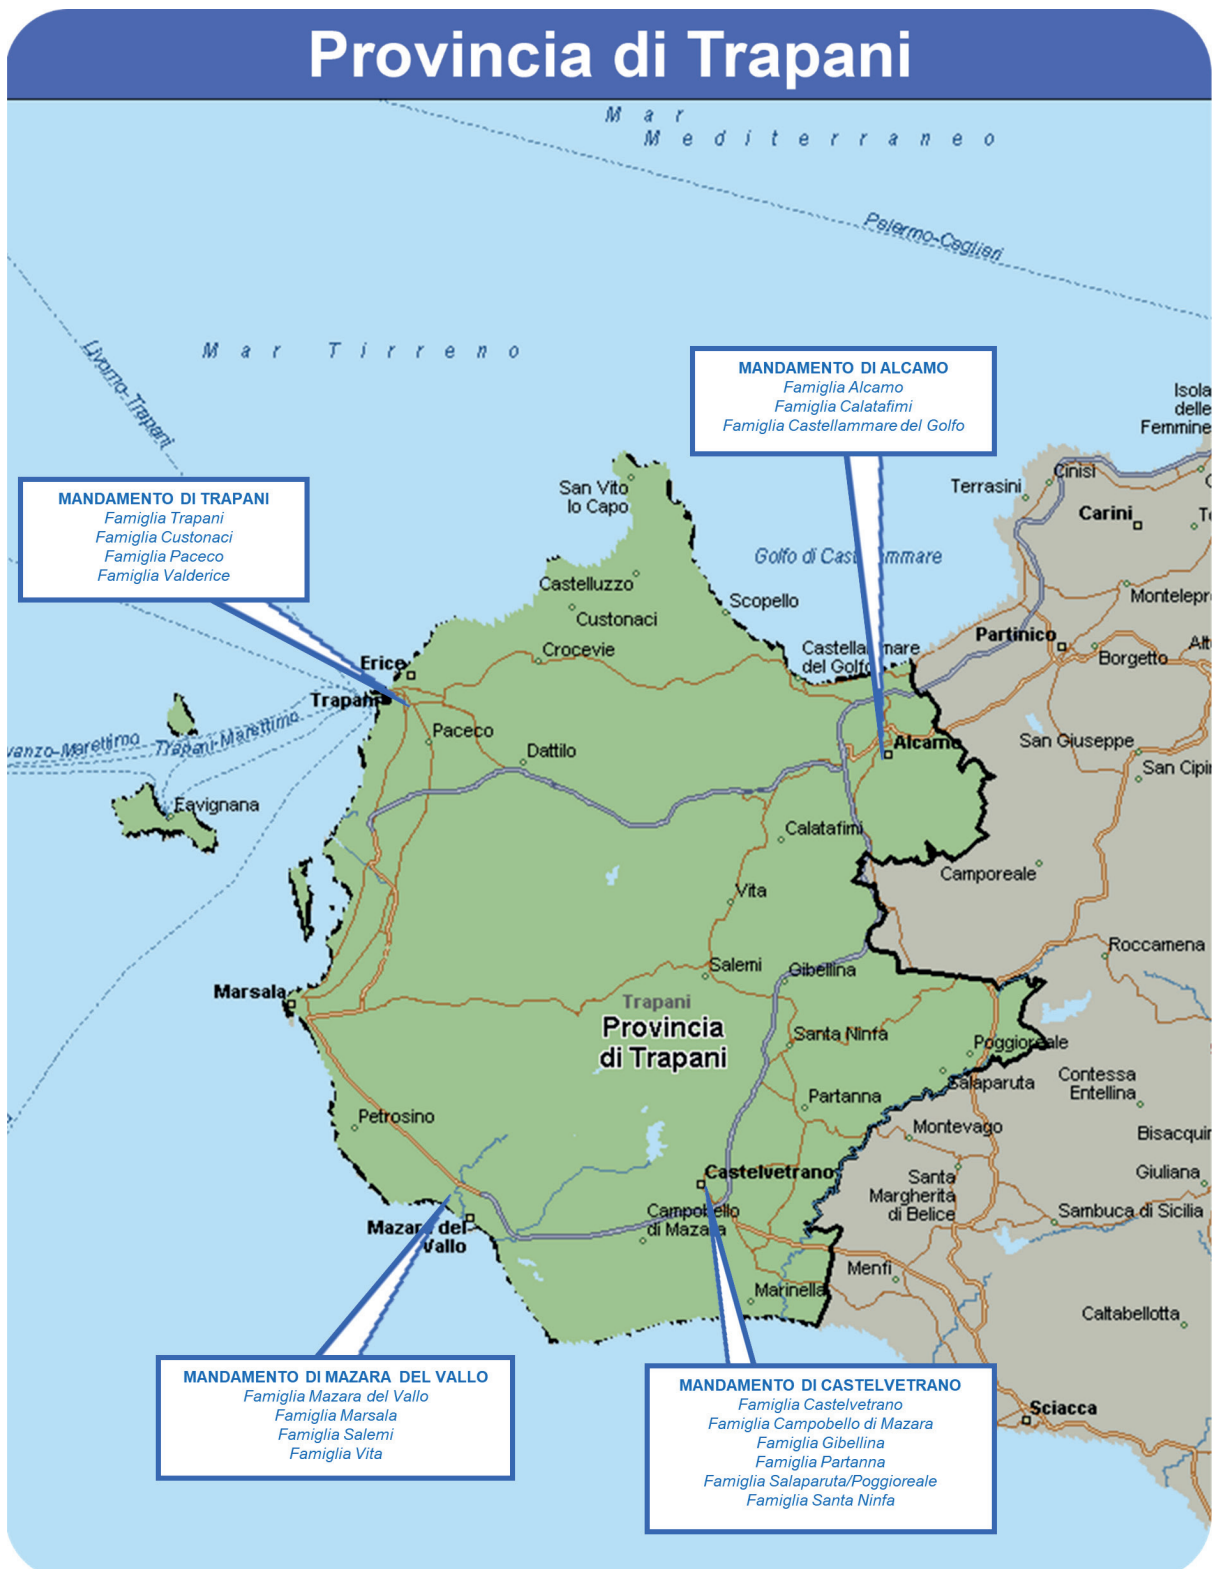 Provincia di Trapani
Mar
Mediterraneo
Palermo-Cagliari
Livorno-Trapani
Mar Tirreno
MANDAMENTO DI ALCAMO
Famiglia Alcamo
Famiglia Calatafimi
Famiglia Castellammare del Golfo
Isola
delle
Femmine
MANDAMENTO DI TRAPANI
Famiglia Trapani
Famiglia Custonaci
Famiglia Paceco
Famiglia Valderice
San Vito
lo Capo
Terrasini
Cinisi
Carini
Golfo di Castellammare
Castelluzzo
Custonaci
Scopello
Montelepr
Partinico
Borgetto
Crocevie
Castellammare
del Golfo
Erice
Trapani
Paceco
Dattilo
Alcamo
San Giuseppe
San Cipir
vanzo-Marettimo
Trapani-Marettimo
Favignana
Calatafimi
Camporeale
Vita
Roccamena
Salemi
Gibellina
Marsala
Trapani
Provincia
di Trapani
Santa Ninfa
Poggioreale
Salaparuta
Contessa
Entellina
Partanna
Petrosino
Montevago
Bisacquin
Castelvetrano
Santa
Margherita
di Belice
Giuliana
Campobello
di Mazara
Sambuca di Sicilia
Mazara del
Vallo
Menfi
Marinella
Caltabellotta
MANDAMENTO DI MAZARA DEL VALLO
Famiglia Mazara del Vallo
Famiglia Marsala
Famiglia Salemi
Famiglia Vita
MANDAMENTO DI CASTELVETRANO
Famiglia Castelvetrano
Famiglia Campobello di Mazara
Famiglia Gibellina
Famiglia Partanna
Famiglia Salaparuta/Poggioreale
Famiglia Santa Ninfa
Sciacca